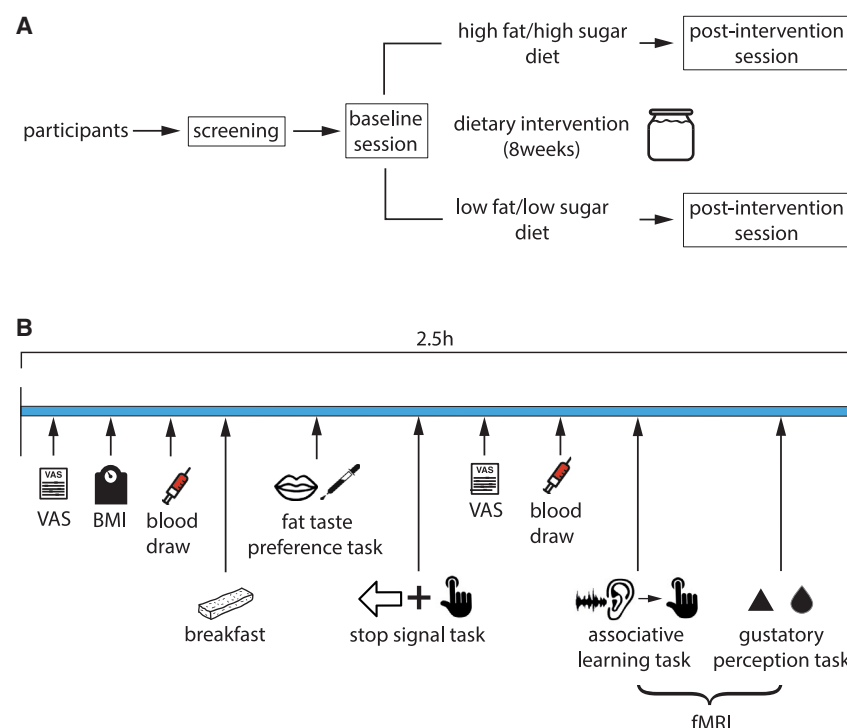 A
high fat/high sugar
diet
post-intervention
session
participants
screening
baseline
session
dietary intervention
(8weeks)
low fat/low sugar
diet
post-intervention
session
B
2.5h
VAS
VAS
BMI
blood
draw
fat taste
preference task
VAS
VAS
blood
draw
breakfast
stop signal task
associative
learning task
gustatory
perception task
fMRI